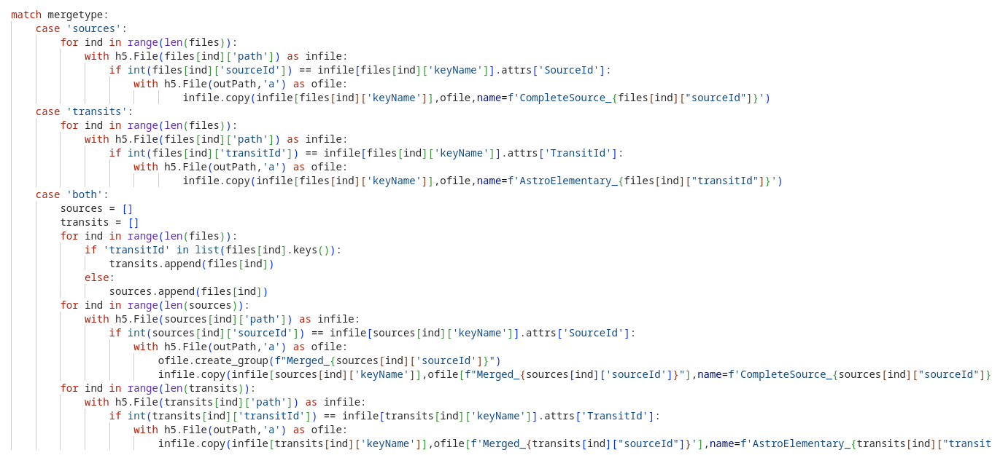 match mergetype:
    case 'sources':
        for ind in range(len(files)):
            with h5.File(files[ind]['path']) as infile:
                if int(files[ind]['sourceId']) == infile[files[ind]['keyName']].attrs['SourceId']:
                    with h5.File(outPath,'a') as ofile:
                            infile.copy(infile[files[ind]['keyName']],ofile,name=f'CompleteSource_{files[ind]["sourceId"]}')
    case 'transits':
        for ind in range(len(files)):
            with h5.File(files[ind]['path']) as infile:
                if int(files[ind]['transitId']) == infile[files[ind]['keyName']].attrs['TransitId']:
                    with h5.File(outPath,'a') as ofile:
                            infile.copy(infile[files[ind]['keyName']],ofile,name=f'AstroElementary_{files[ind]["transitId"]}')
    case 'both':
        sources = []
        transits = []
        for ind in range(len(files)):
            if 'transitId' in list(files[ind].keys()):
                transits.append(files[ind])
            else:
                sources.append(files[ind])
        for ind in range(len(sources)):
            with h5.File(sources[ind]['path']) as infile:
                if int(sources[ind]['sourceId']) == infile[sources[ind]['keyName']].attrs['SourceId']:
                    with h5.File(outPath,'a') as ofile:
                        ofile.create_group(f"Merged_{sources[ind]['sourceId']}")
                        infile.copy(infile[sources[ind]['keyName']],ofile[f"Merged_{sources[ind]['sourceId']}"],name=f'CompleteSource_{sources[ind]["sourceId"]}
        for ind in range(len(transits)):
            with h5.File(transits[ind]['path']) as infile:
                if int(transits[ind]['transitId']) == infile[transits[ind]['keyName']].attrs['TransitId']:
                    with h5.File(outPath,'a') as ofile:
                        infile.copy(infile[transits[ind]['keyName']],ofile[f'Merged_{transits[ind]["sourceId"]}'],name=f'AstroElementary_{transits[ind]["transit